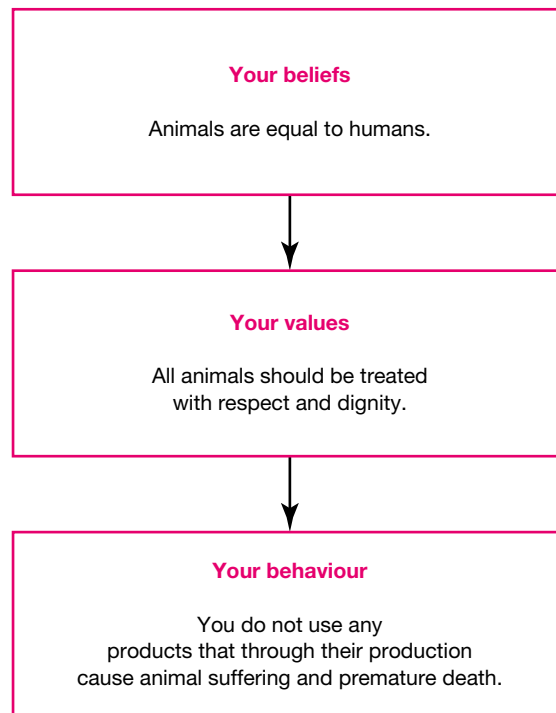 Your beliefs
Animals are equal to humans.
Your values
All animals should be treated
with respect and dignity.
Your behaviour
You do not use any
products that through their production
cause animal suffering and premature death.